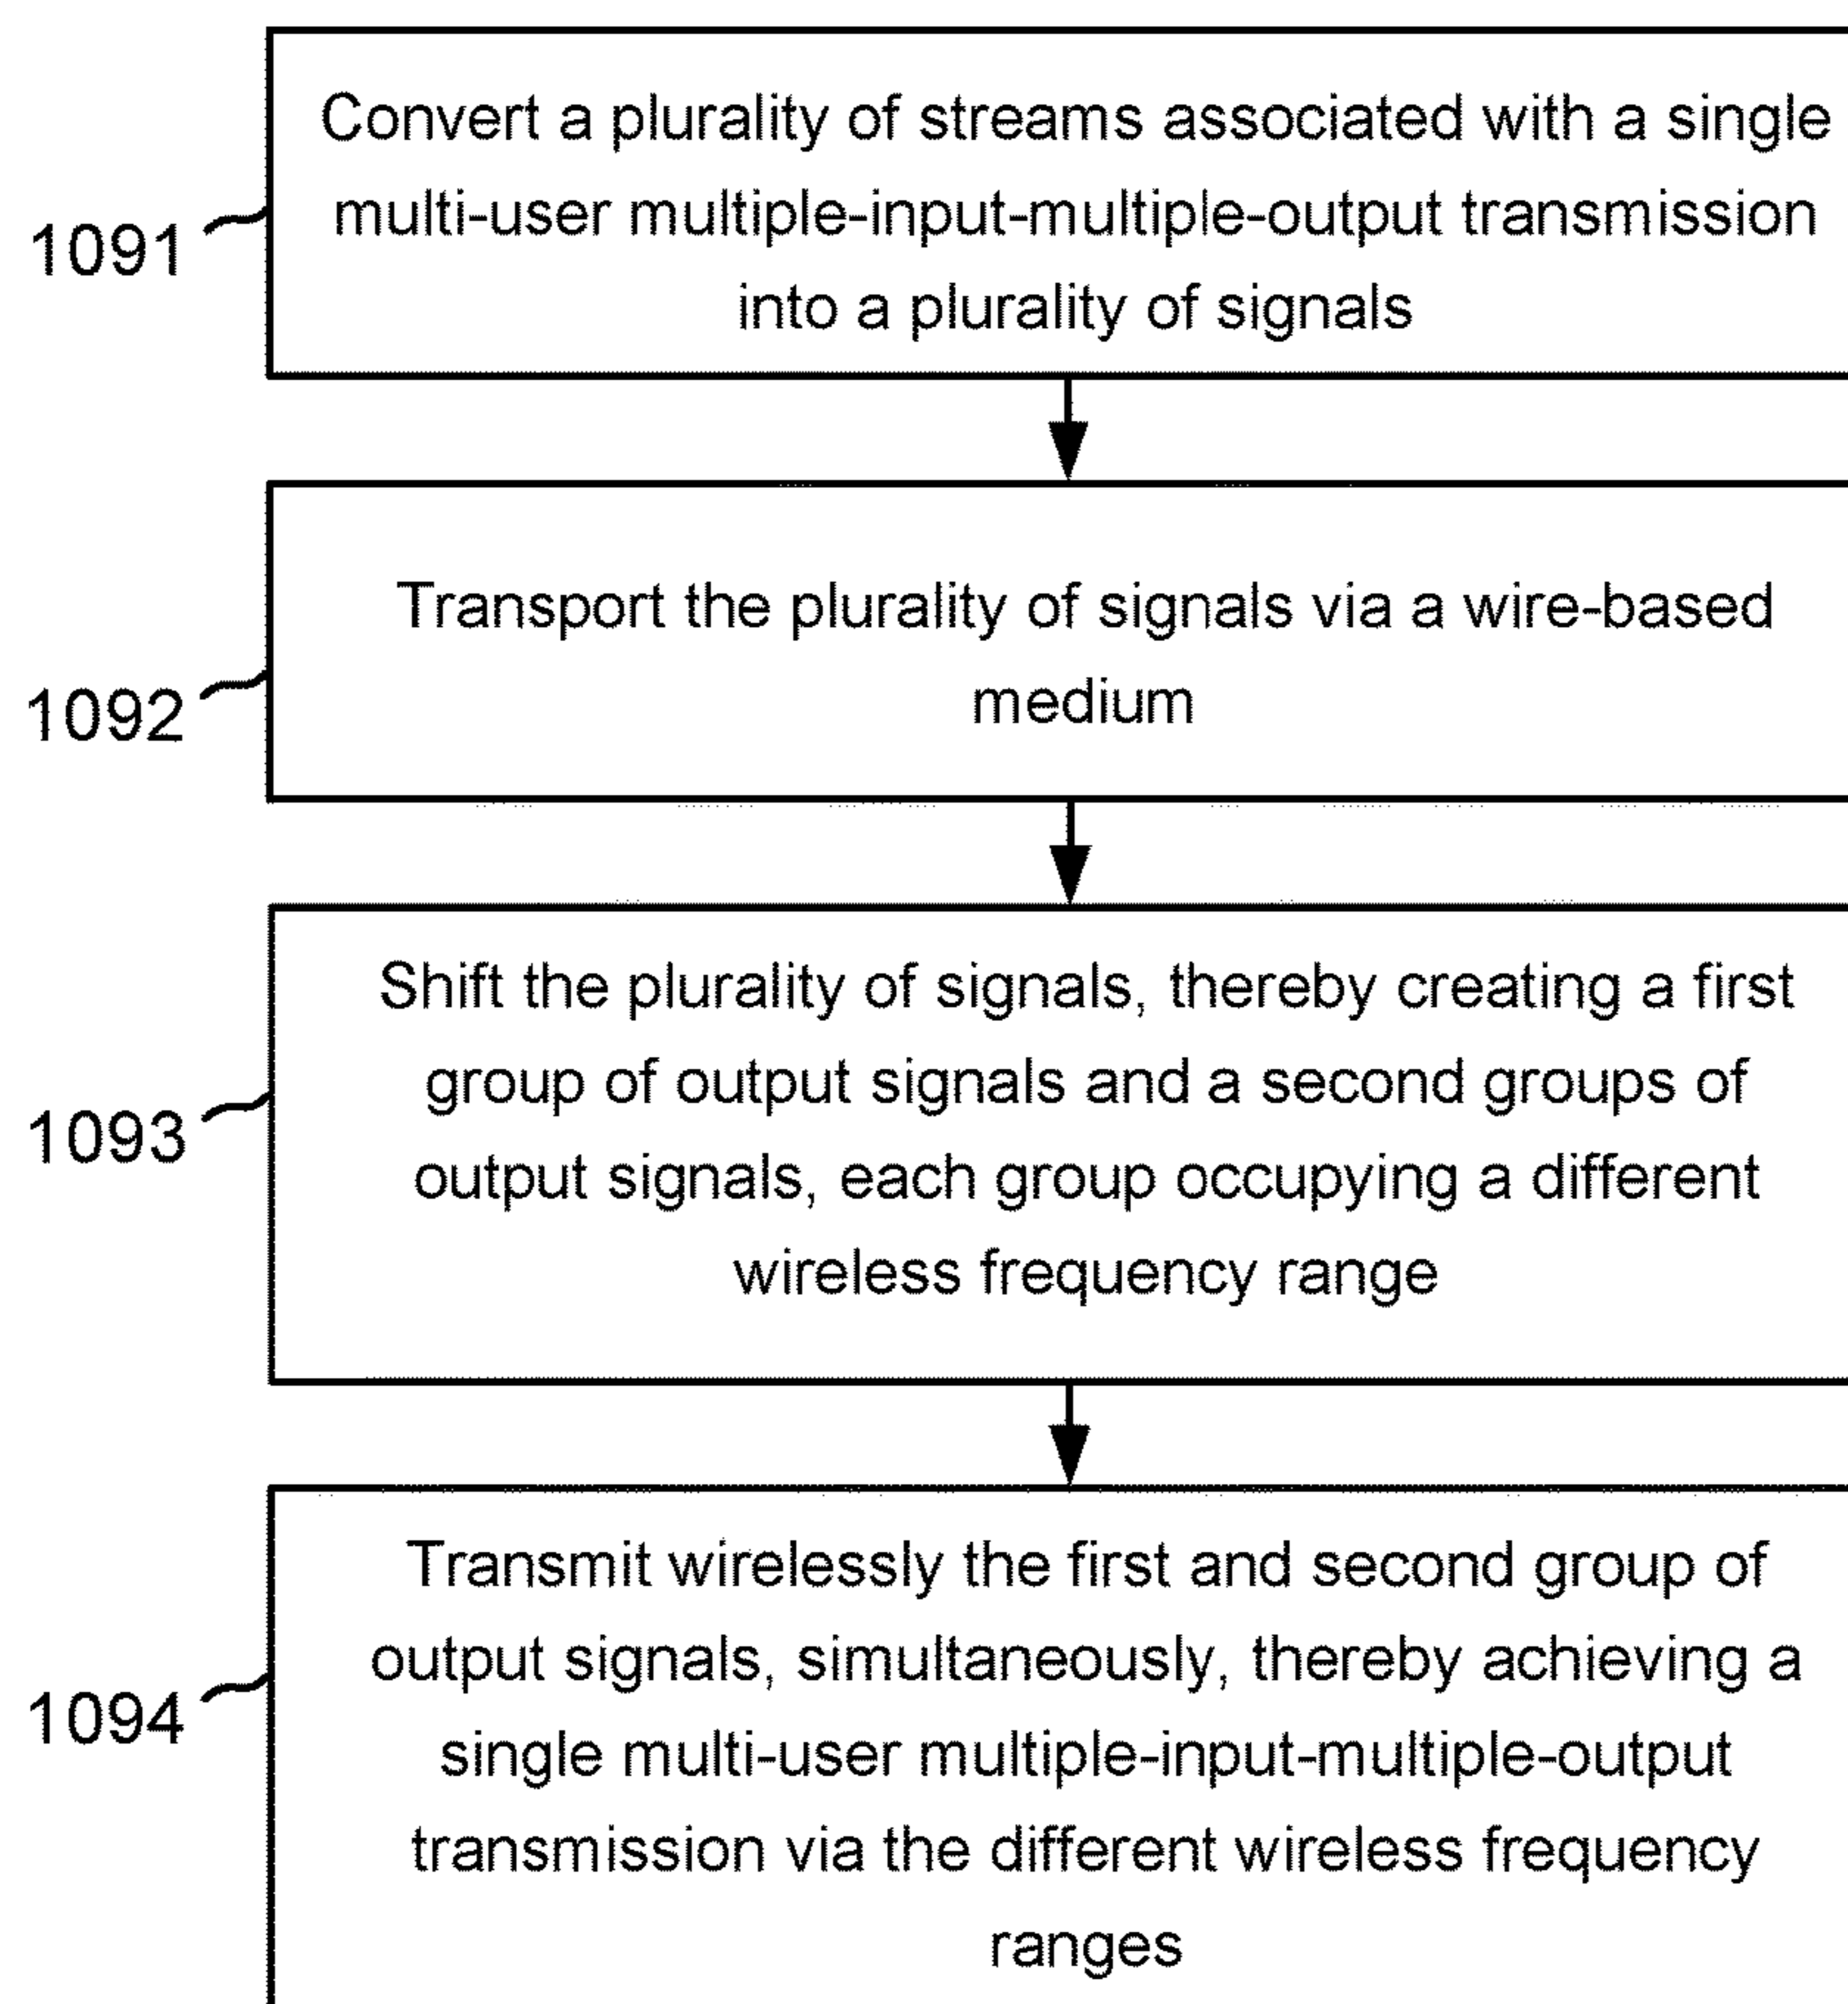 Convert a plurality of streams associated with a single
multi-user multiple-input-multiple-output transmission
into a plurality of signals
1091
Transport the plurality of signals via a wire-based
medium
1092
Shift the plurality of signals, thereby creating a first
group of output signals and a second groups of
output signals, each group occupying a different
wireless frequency range
1093
Transmit wirelessly the first and second group of
output signals, simultaneously, thereby achieving a
single multi-user multiple-input-multiple-output
transmission via the different wireless frequency
ranges
1094